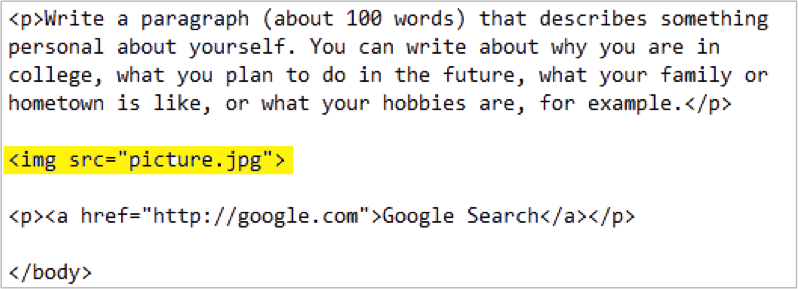 <p>Write a paragraph (about 100 words) that describes something
personal about yourself. You can write about why you are in
college, what you plan to do in the future, what your family or
hometown is like, or what your hobbies are, for example.</p>
<img src="picture.jpg">
<p><a href="http://google.com">Google Search</a></p>
</body>